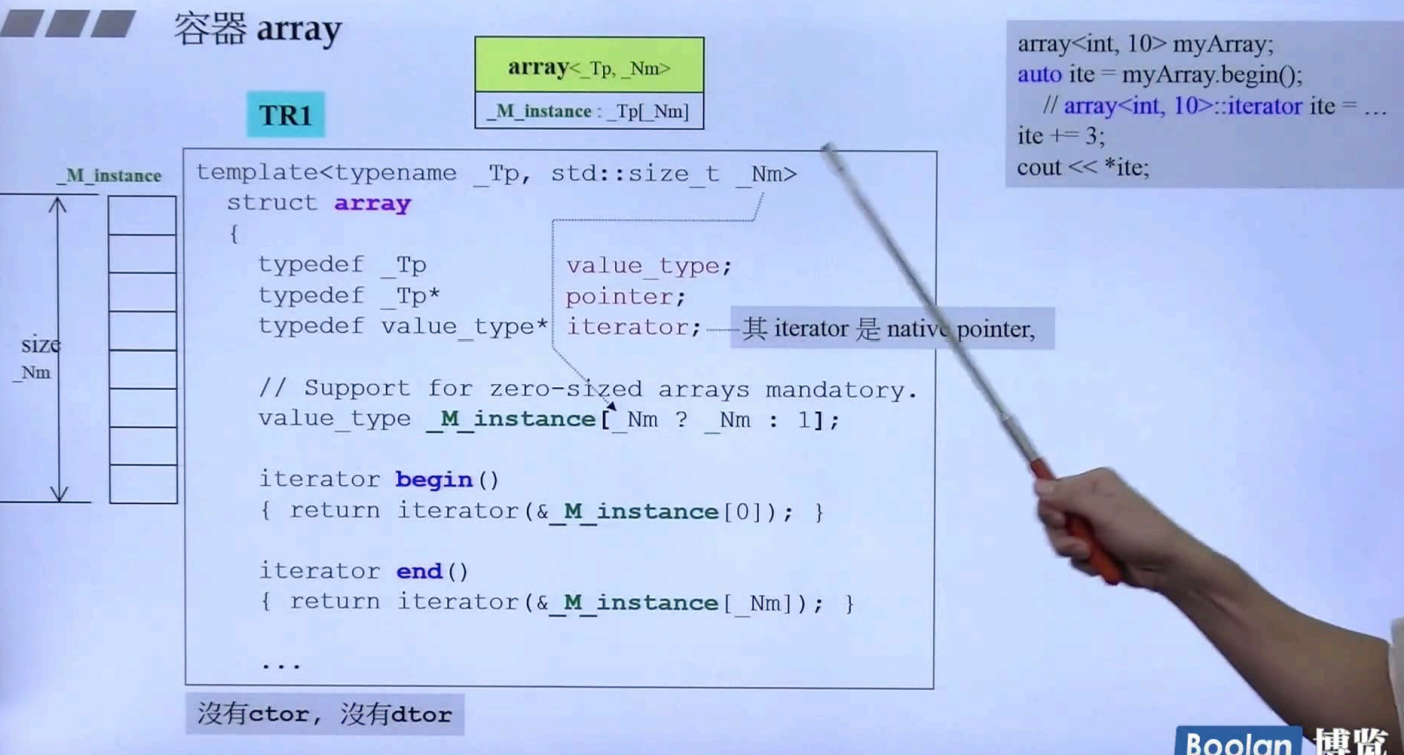 容器 array
array<_Tp, _Nm>
_M_instance : _Tp[_Nm]
array<int, 10> myArray;
auto ite = myArray.begin();
// array<int, 10>::iterator ite = ...
ite += 3;
cout << *ite;
TR1
_M_instance
size
_Nm
template<typename _Tp, std::size_t _Nm>
struct array
{
typedef _Tp value_type;
typedef _Tp* pointer;
typedef value_type* iterator;
其 iterator 是 native pointer,
// Support for zero-sized arrays mandatory.
value_type _M_instance[_Nm ? _Nm : 1];
iterator begin()
{ return iterator(&_M_instance[0]); }
iterator end()
{ return iterator(&_M_instance[_Nm]); }
...
沒有ctor, 沒有dtor
Boolan 博览